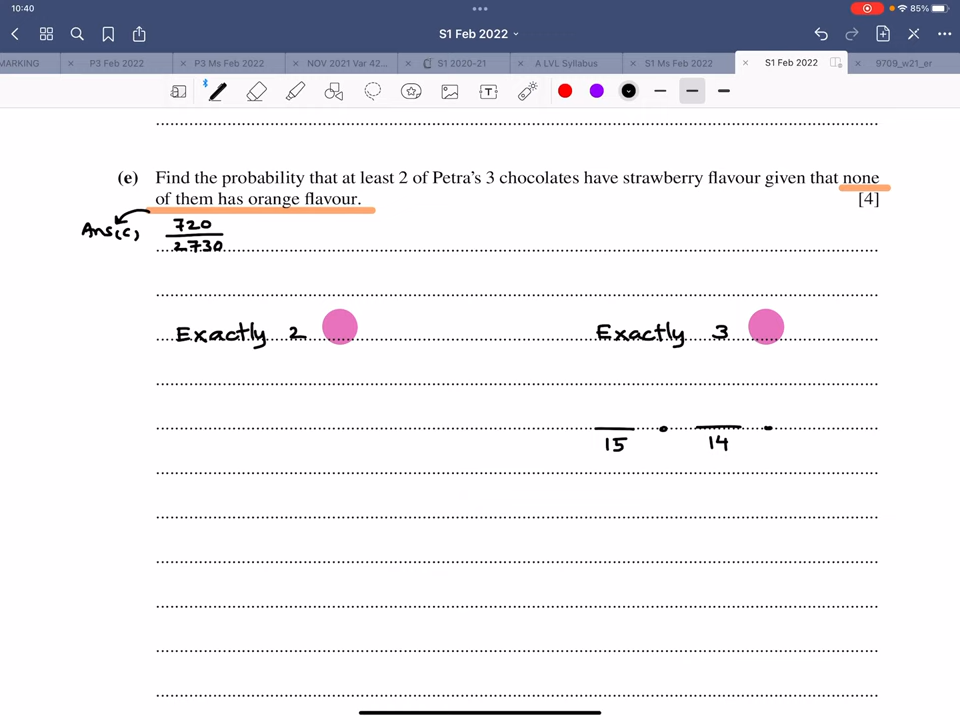 10:40
85%
S1 Feb 2022
MARKING
P3 Feb 2022
P3 Ms Feb 2022
NOV 2021 Var 42...
S1 2020-21
A LVL Syllabus
S1 MS Feb 2022
S1 Feb 2022
9709_w21_er
(e) Find the probability that at least 2 of Petra's 3 chocolates have strawberry flavour given that none
of them has orange flavour. [4]
Ans(c) 720
2730
Exactly 2 Exactly 3
15 . 14 .